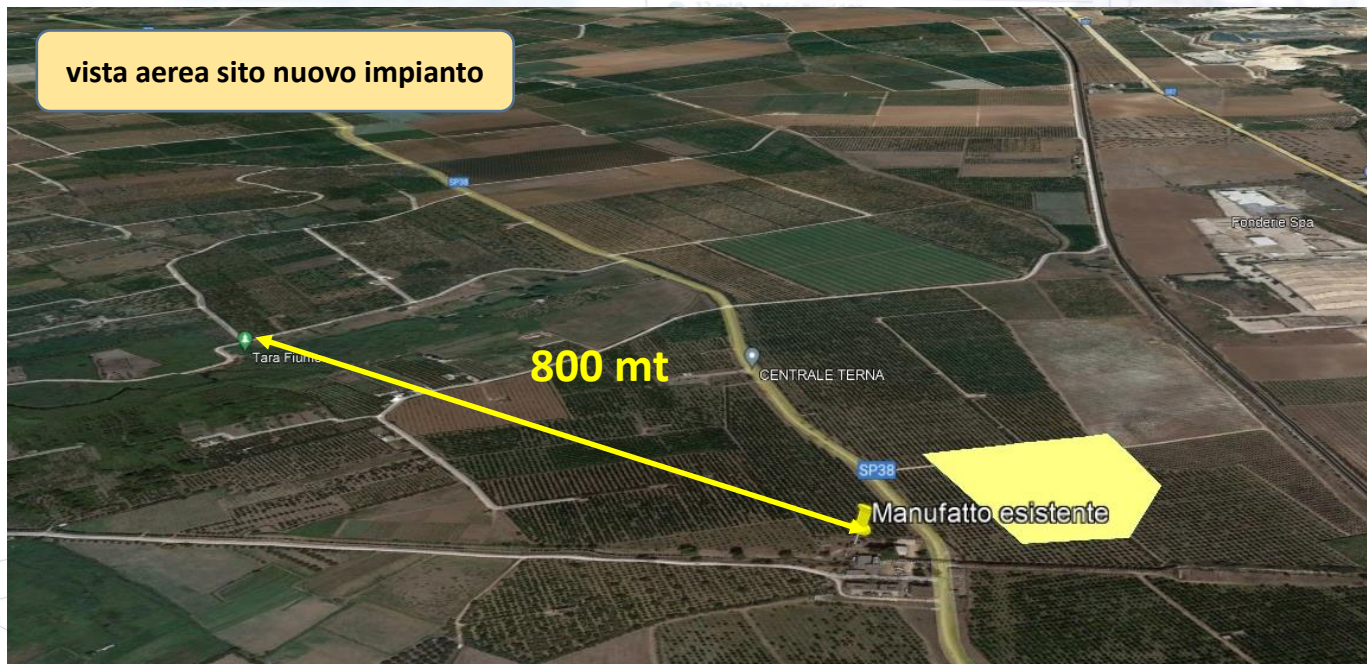 vista aerea sito nuovo impianto
SP38
Fonderie Spa
Tara Fiume
800 mt
CENTRALE TERNA
SP38
Manufatto esistente